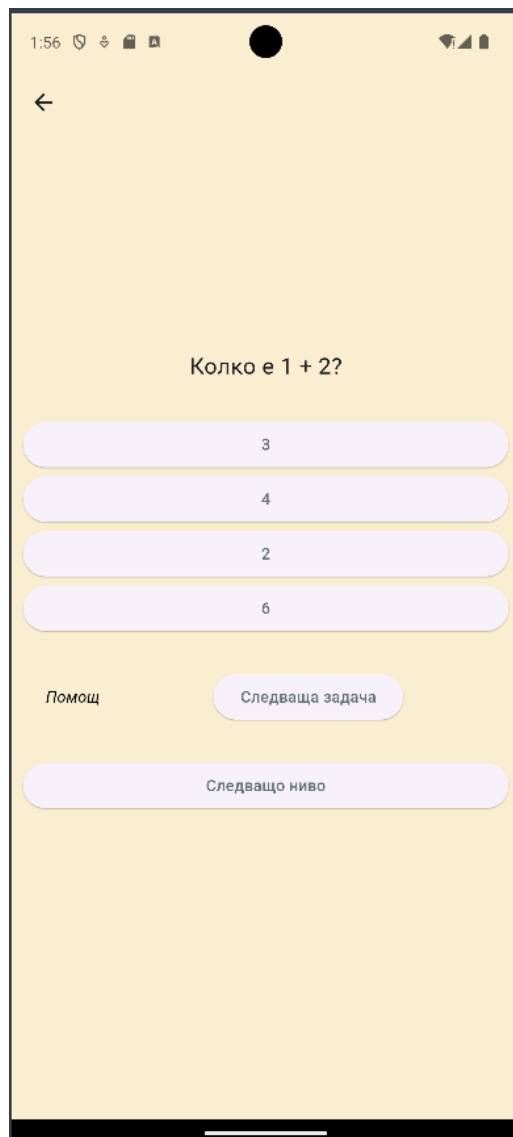 1:56
Колко е 1 + 2?
3
4
2
6
Помощ
Следваща задача
Следващо ниво